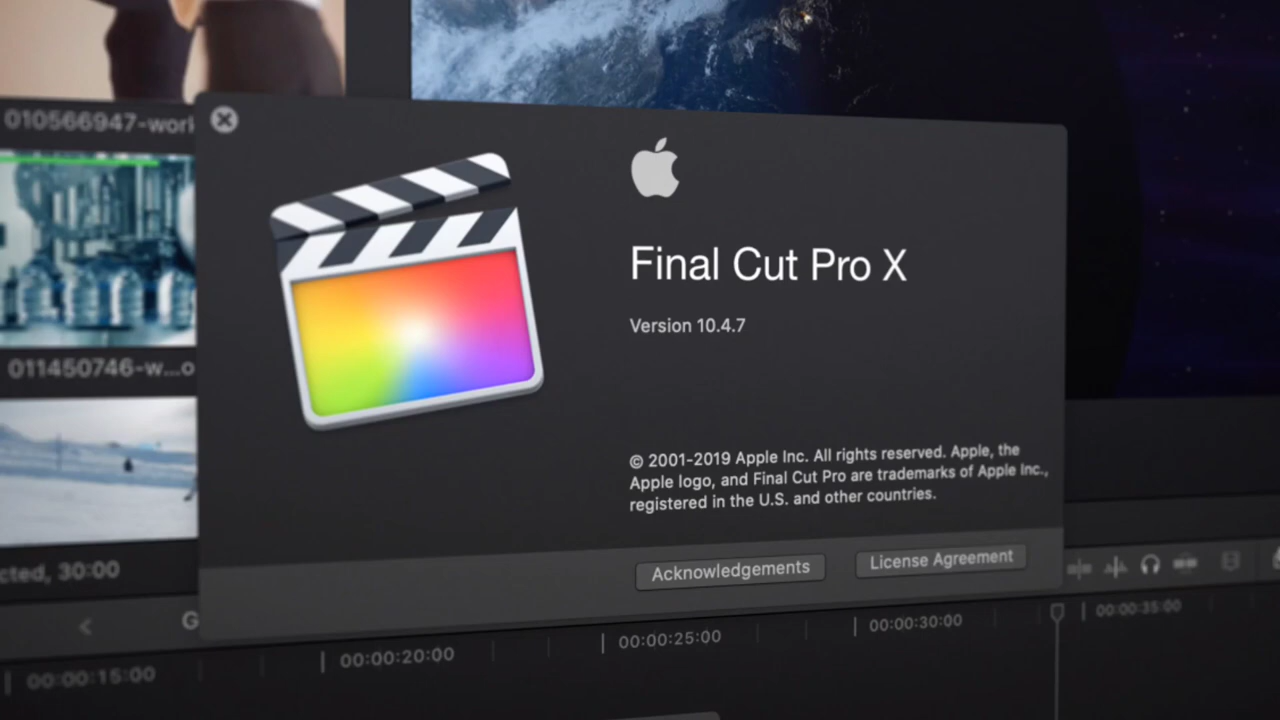 010566947-work
Final Cut Pro X
Version 10.4.7
011450746-w...o
© 2001-2019 Apple Inc. All rights reserved. Apple, the
Apple logo, and Final Cut Pro are trademarks of Apple Inc.,
registered in the U.S. and other countries.
cted, 30:00
Acknowledgements
License Agreement
G
00:00:15:00
00:00:20:00
00:00:25:00
00:00:30:00
00:00:35:00